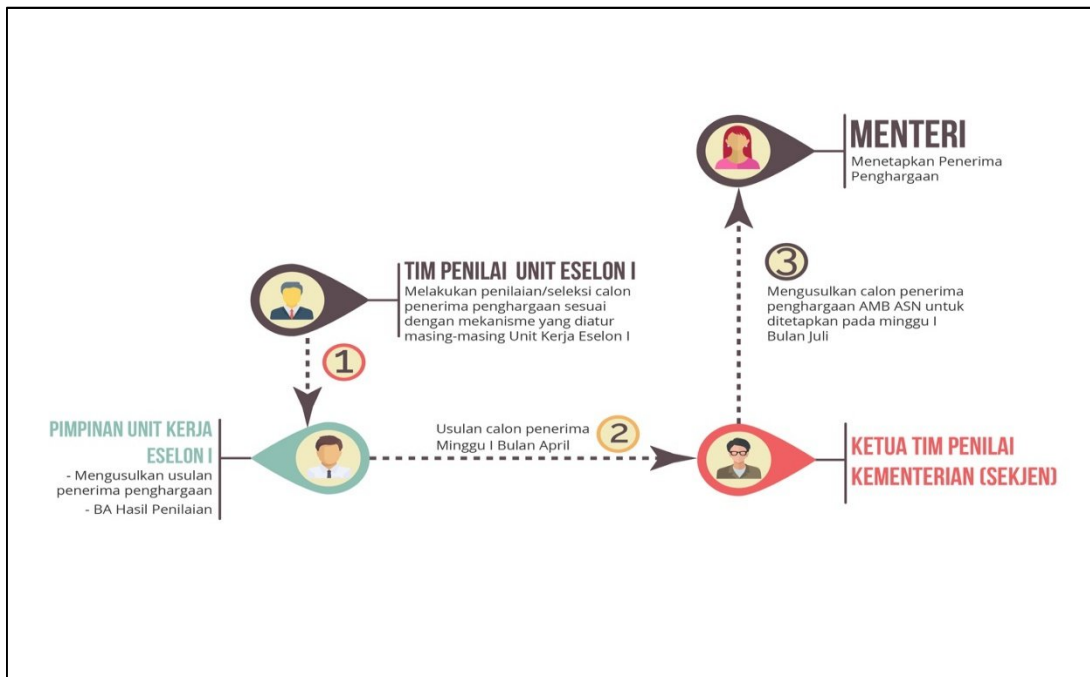 MENTERI
Menetapkan Penerima
Penghargaan
TIM PENILAI UNIT ESELON I
Melakukan penilaian/seleksi calon
penerima penghargaan sesuai
dengan mekanisme yang diatur
masing-masing Unit Kerja Eselon I
1
3
Mengusulkan calon penerima
penghargaan AMB ASN untuk
ditetapkan pada minggu I
Bulan Juli
PIMPINAN UNIT KERJA
ESELON I
- Mengusulkan usulan
penerima penghargaan
- BA Hasil Penilaian
Usulan calon penerima
Minggu I Bulan April
2
KETUA TIM PENILAI
KEMENTERIAN (SEKJEN)